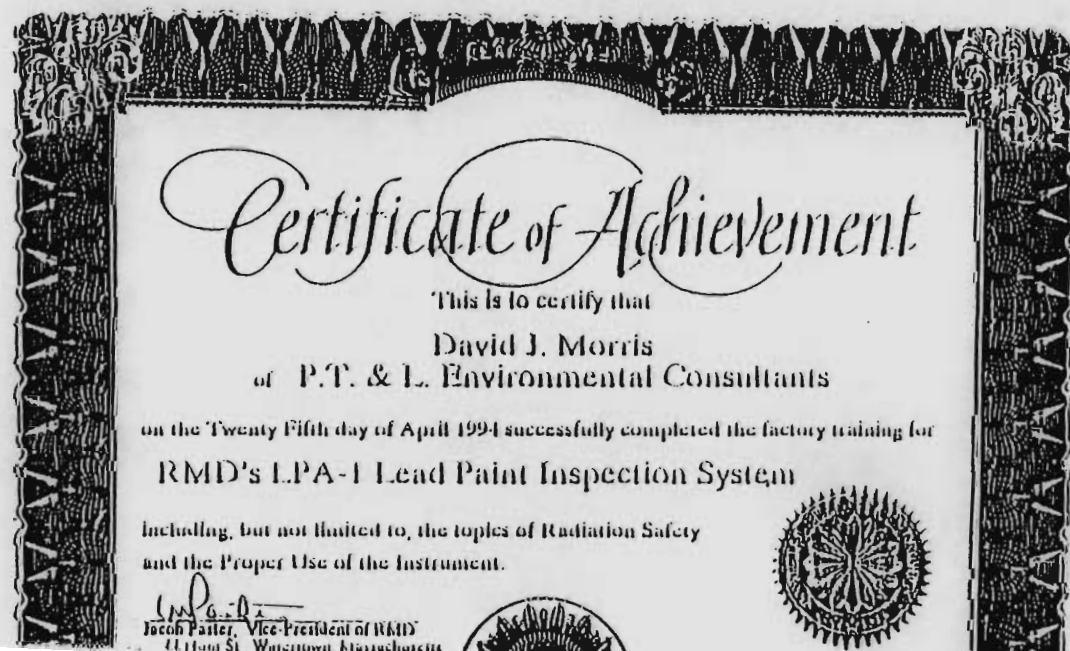 Certificate of Achievement
This is to certify that
David J. Morris
of P.T. & L. Environmental Consultants
on the Twenty Fifth day of April 1994 successfully completed the factory training for
RMD's LPA-1 Lead Paint Inspection System
including, but not limited to, the topics of Radiation Safety
and the Proper Use of the Instrument.
Jacob Paster, Vice-President of RMD
St. Watertown, Massachusetts